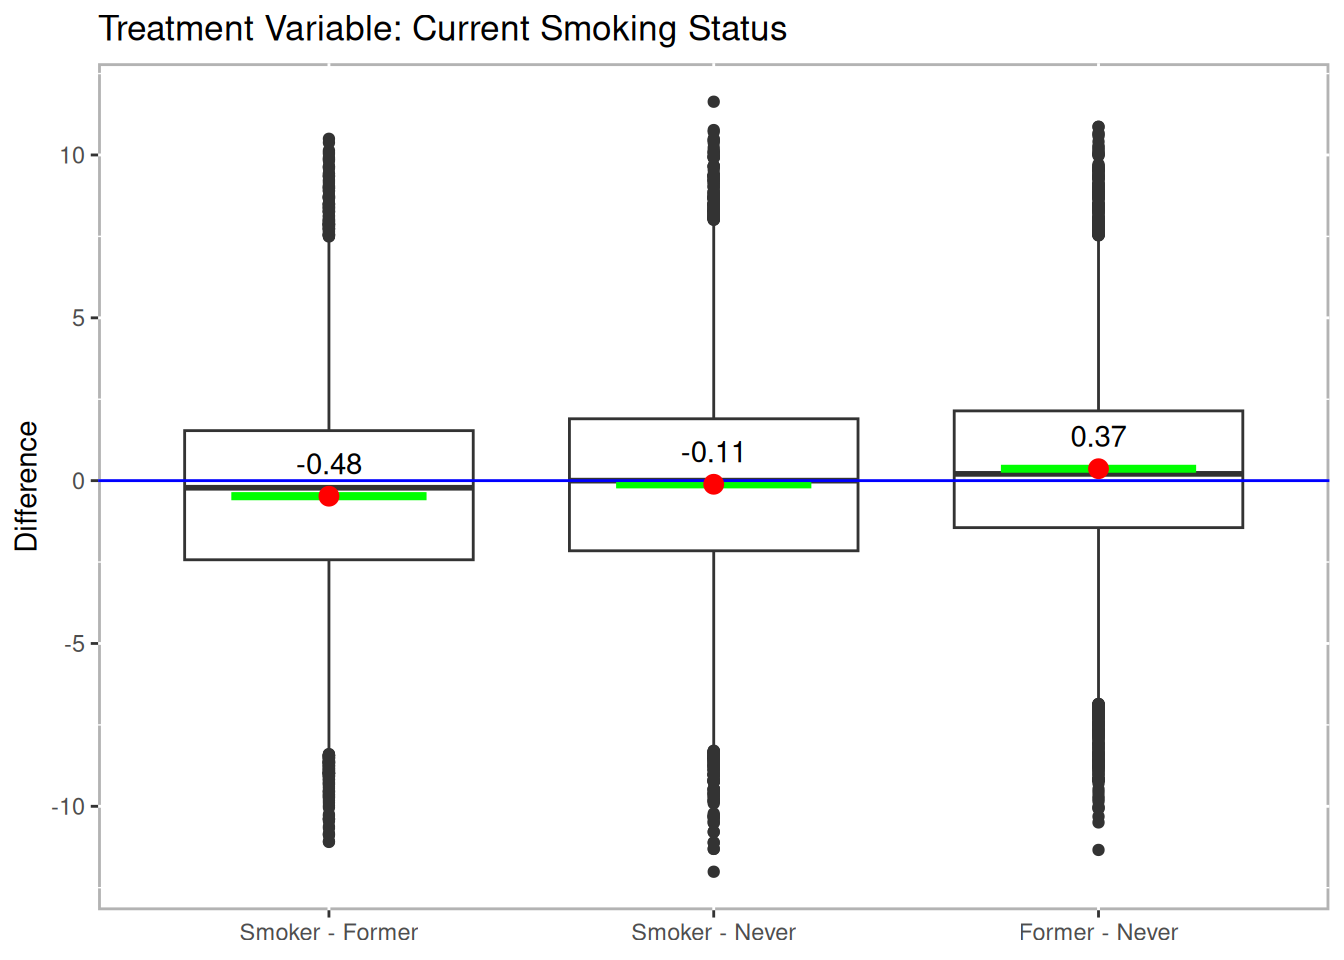 Treatment Variable: Current Smoking Status
Difference
10
5
0
-5
-10
-0.48
-0.11
0.37
Smoker - Former
Smoker - Never
Former - Never